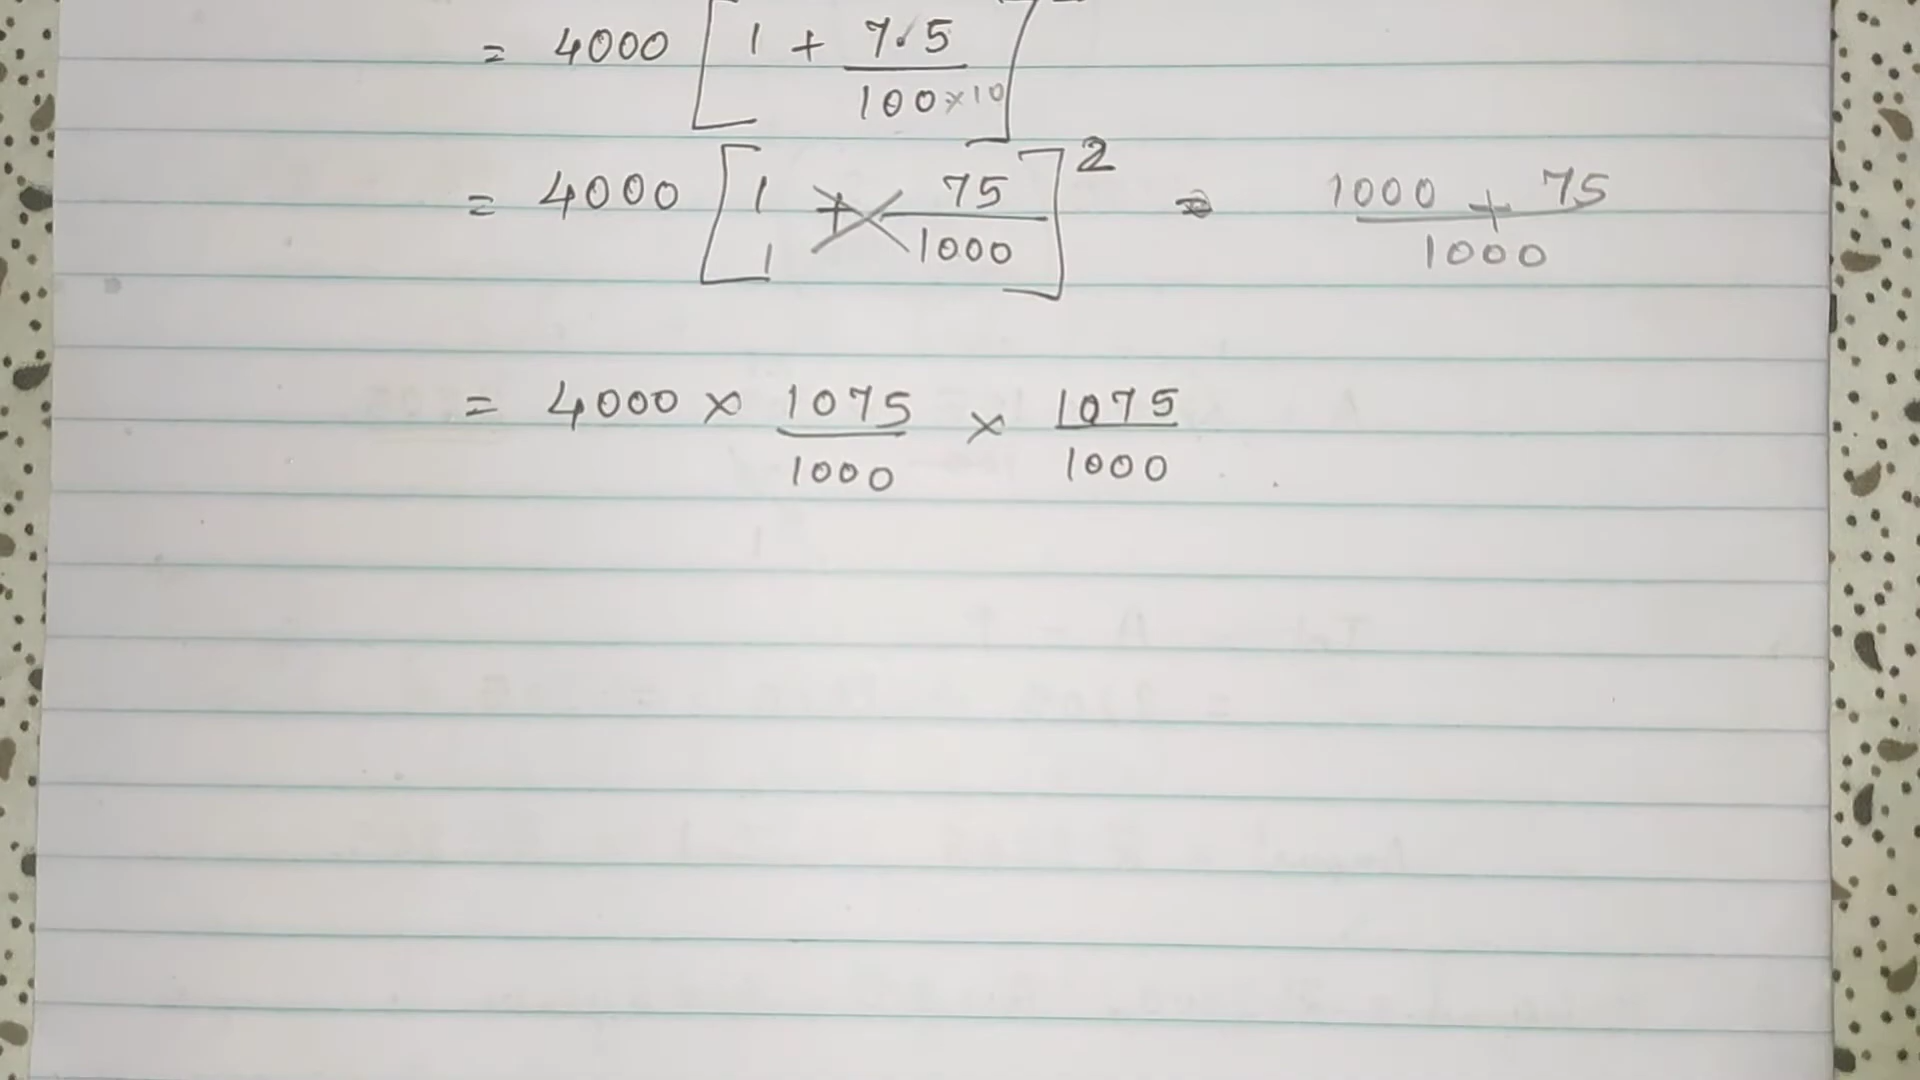 = 4000 [ 1 + 7.5 / 100×10 ]
= 4000 [ 1/1 + 75/1000 ]² ⇒ 1000 + 75 / 1000
= 4000 × 1075/1000 × 1075/1000